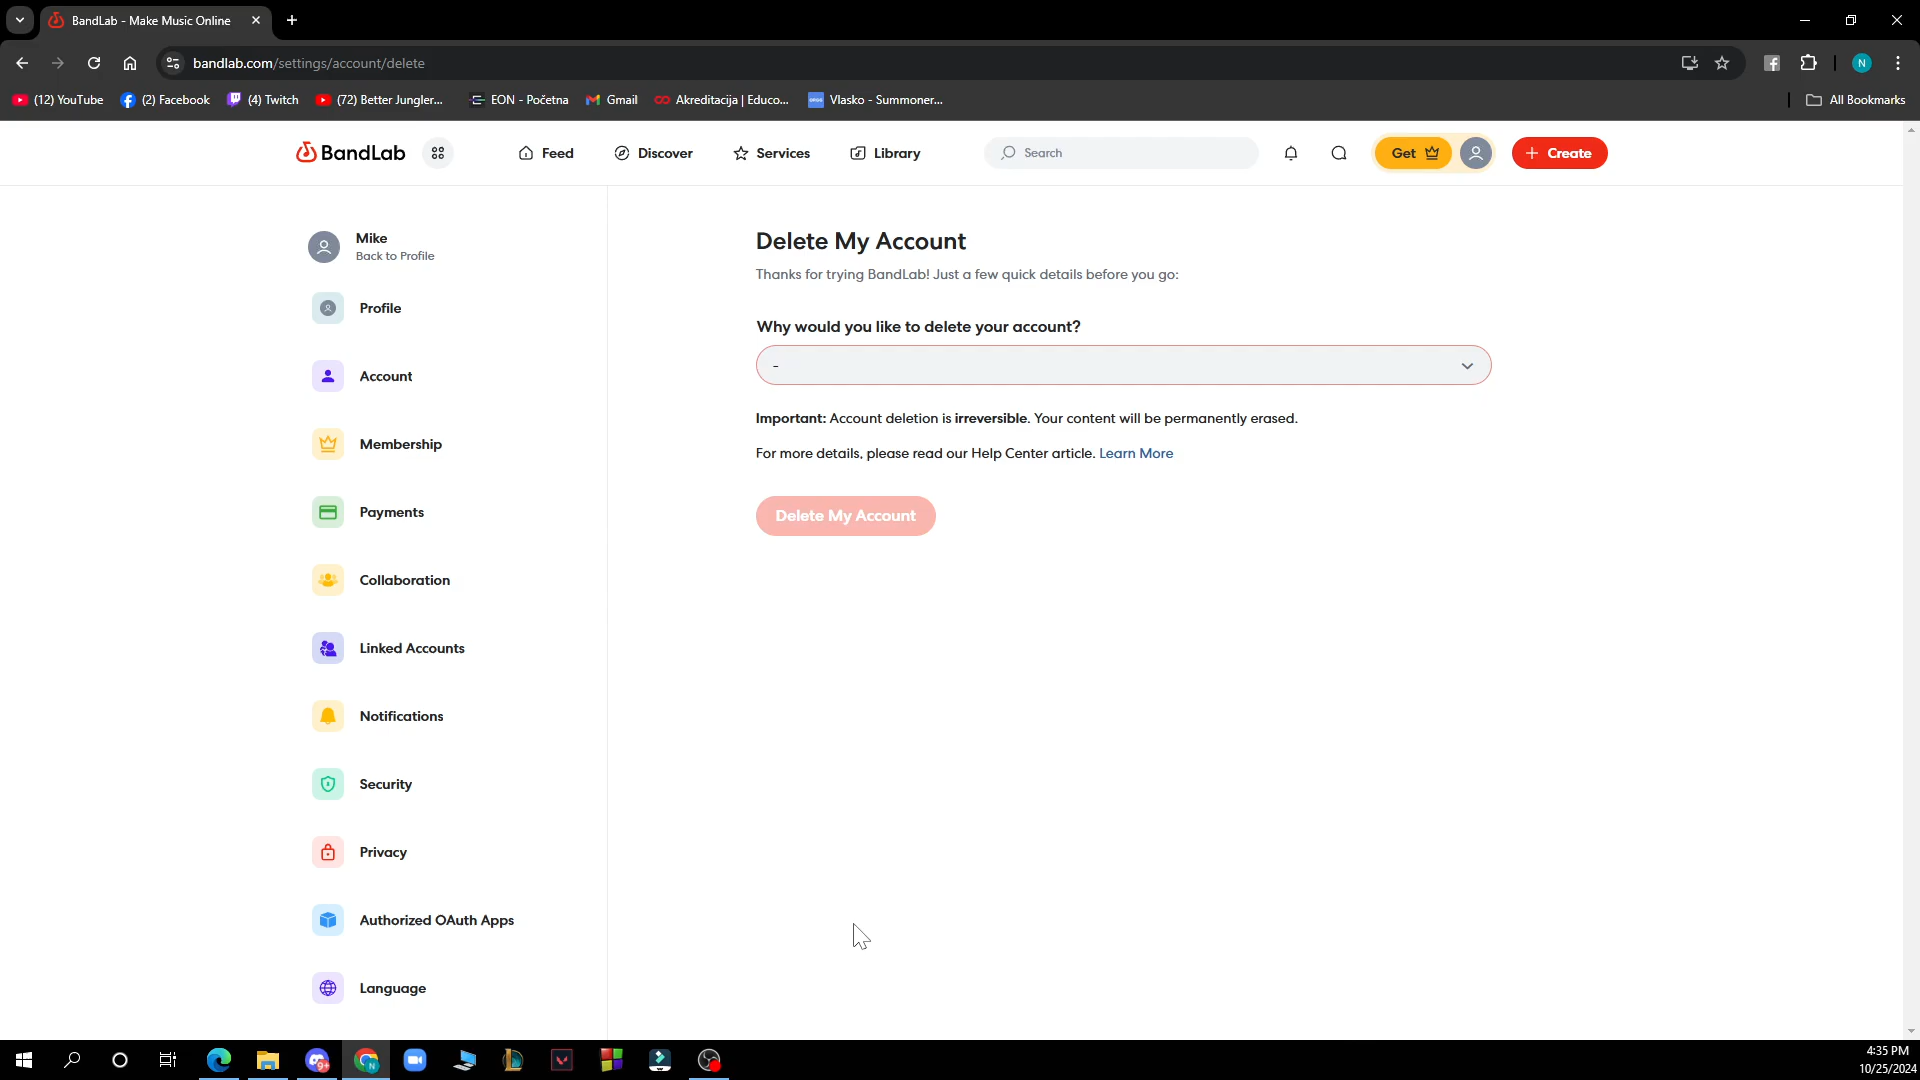 BandLab - Make Music Online
bandlab.com/settings/account/delete
N
(12) YouTube
(2) Facebook
(4) Twitch
(72) Better Jungler...
EON - Početna
Gmail
Akreditacija | Educo...
Vlasko - Summoner...
All Bookmarks
BandLab
Feed
Discover
Services
Library
Search
Get
+ Create
Mike
Back to Profile
Profile
Account
Membership
Payments
Collaboration
Linked Accounts
Notifications
Security
Privacy
Authorized OAuth Apps
Language
Delete My Account
Thanks for trying BandLab! Just a few quick details before you go:
Why would you like to delete your account?
-
Important: Account deletion is irreversible. Your content will be permanently erased.
For more details, please read our Help Center article. Learn More
Delete My Account
9+
N
4:35 PM
10/25/2024